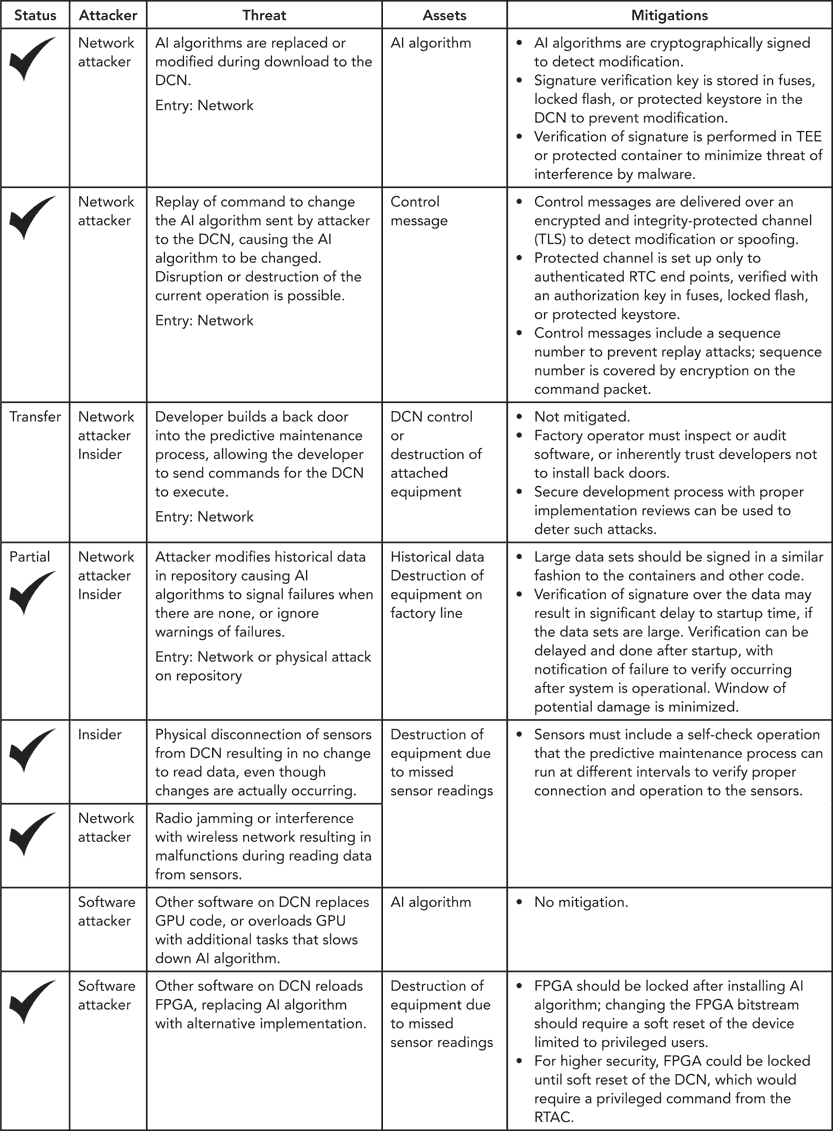 Status Attacker Threat Assets Mitigations
Network
attacker
AI algorithms are replaced or
modified during download to the
DCN.
Entry: Network
AI algorithm
• AI algorithms are cryptographically signed
to detect modification.
• Signature verification key is stored in fuses,
locked flash, or protected keystore in the
DCN to prevent modification.
• Verification of signature is performed in TEE
or protected container to minimize threat of
interference by malware.
Network
attacker
Replay of command to change
the AI algorithm sent by attacker
to the DCN, causing the AI
algorithm to be changed.
Disruption or destruction of the
current operation is possible.
Entry: Network
Control
message
• Control messages are delivered over an
encrypted and integrity-protected channel
(TLS) to detect modification or spoofing.
• Protected channel is set up only to
authenticated RTC end points, verified with
an authorization key in fuses, locked flash,
or protected keystore.
• Control messages include a sequence
number to prevent replay attacks; sequence
number is covered by encryption on the
command packet.
Transfer
Network
attacker
Insider
Developer builds a back door
into the predictive maintenance
process, allowing the developer
to send commands for the DCN
to execute.
Entry: Network
DCN control
or
destruction of
attached
equipment
• Not mitigated.
• Factory operator must inspect or audit
software, or inherently trust developers not
to install back doors.
• Secure development process with proper
implementation reviews can be used to
deter such attacks.
Partial
Network
attacker
Insider
Attacker modifies historical data
in repository causing AI
algorithms to signal failures when
there are none, or ignore
warnings of failures.
Entry: Network or physical attack
on repository
Historical data
Destruction of
equipment on
factory line
• Large data sets should be signed in a similar
fashion to the containers and other code.
• Verification of signature over the data may
result in significant delay to startup time, if
the data sets are large. Verification can be
delayed and done after startup, with
notification of failure to verify occurring
after system is operational. Window of
potential damage is minimized.
Insider
Physical disconnection of sensors
from DCN resulting in no change
to read data, even though
changes are actually occurring.
Destruction of
equipment due
to missed
sensor readings
• Sensors must include a self-check operation
that the predictive maintenance process can
run at different intervals to verify proper
connection and operation to the sensors.
Network
attacker
Radio jamming or interference
with wireless network resulting in
malfunctions during reading data
from sensors.
Software
attacker
Other software on DCN replaces
GPU code, or overloads GPU
with additional tasks that slows
down AI algorithm.
AI algorithm
• No mitigation.
Software
attacker
Other software on DCN reloads
FPGA, replacing AI algorithm
with alternative implementation.
Destruction of
equipment due
to missed
sensor readings
• FPGA should be locked after installing AI
algorithm; changing the FPGA bitstream
should require a soft reset of the device
limited to privileged users.
• For higher security, FPGA could be locked
until soft reset of the DCN, which would
require a privileged command from the
RTAC.